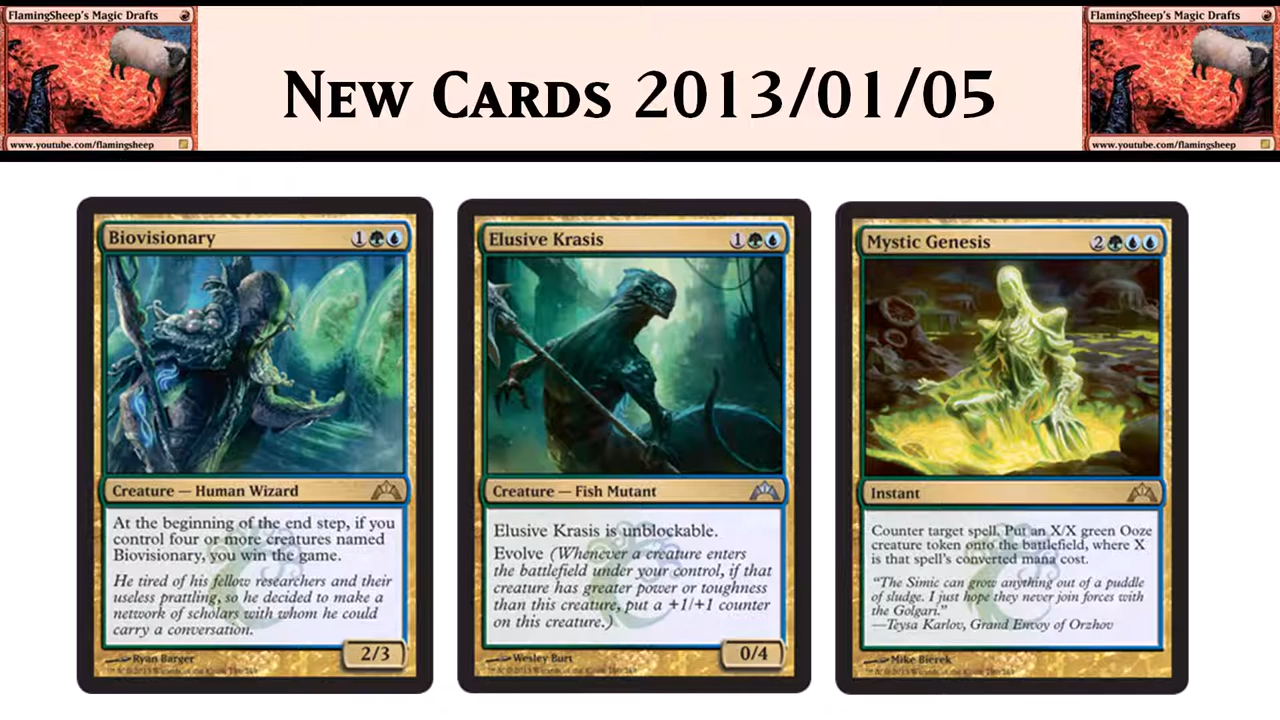 FlamingSheep's Magic Drafts
www.youtube.com/flamingsheep
New Cards 2013/01/05
FlamingSheep's Magic Drafts
www.youtube.com/flamingsheep
Biovisionary 1
Creature — Human Wizard
At the beginning of the end step, if you
control four or more creatures named
Biovisionary, you win the game.
He tired of his fellow researchers and their
useless prattling, so he decided to make a
network of scholars with whom he could
carry a conversation.
2/3
Ryan Barger
Elusive Krasis 1
Creature — Fish Mutant
Elusive Krasis is unblockable.
Evolve (Whenever a creature enters
the battlefield under your control, if that
creature has greater power or toughness
than this creature, put a +1/+1 counter
on this creature.)
0/4
Wesley Burt
Mystic Genesis 2
Instant
Counter target spell. Put an X/X green Ooze
creature token onto the battlefield, where X
is that spell's converted mana cost.
"The Simic can grow anything out of a puddle
of sludge. I just hope they never join forces with
the Golgari."
—Teysa Karlov, Grand Envoy of Orzhov
Mike Bierek